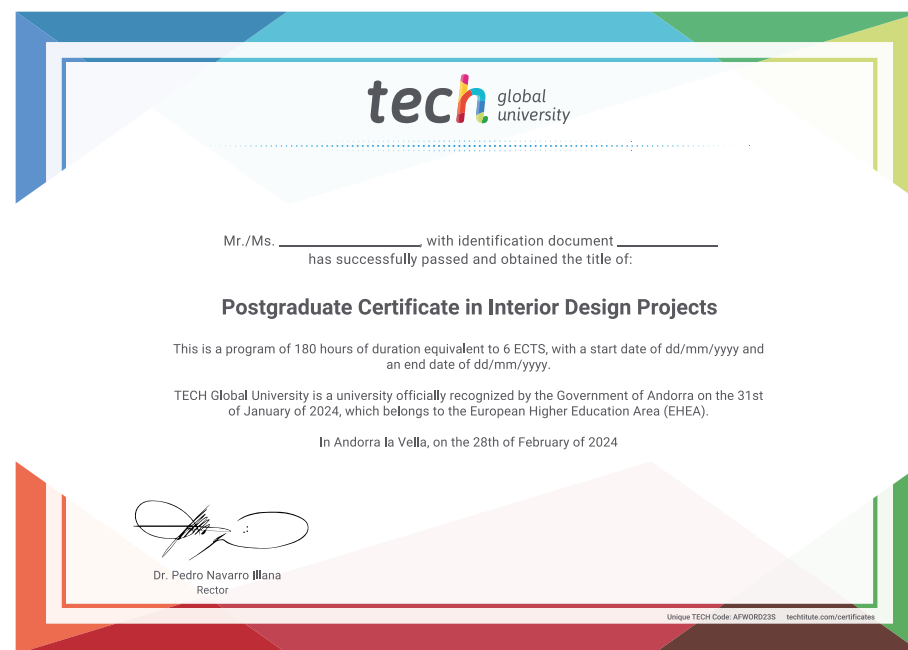 tech global university
Mr./Ms. ____________________, with identification document ______________
has successfully passed and obtained the title of:
Postgraduate Certificate in Interior Design Projects
This is a program of 180 hours of duration equivalent to 6 ECTS, with a start date of dd/mm/yyyy and
an end date of dd/mm/yyyy.
TECH Global University is a university officially recognized by the Government of Andorra on the 31st
of January of 2024, which belongs to the European Higher Education Area (EHEA).
In Andorra la Vella, on the 28th of February of 2024
Dr. Pedro Navarro Illana
Rector
Unique TECH Code: AFWORD23S techtitute.com/certificates